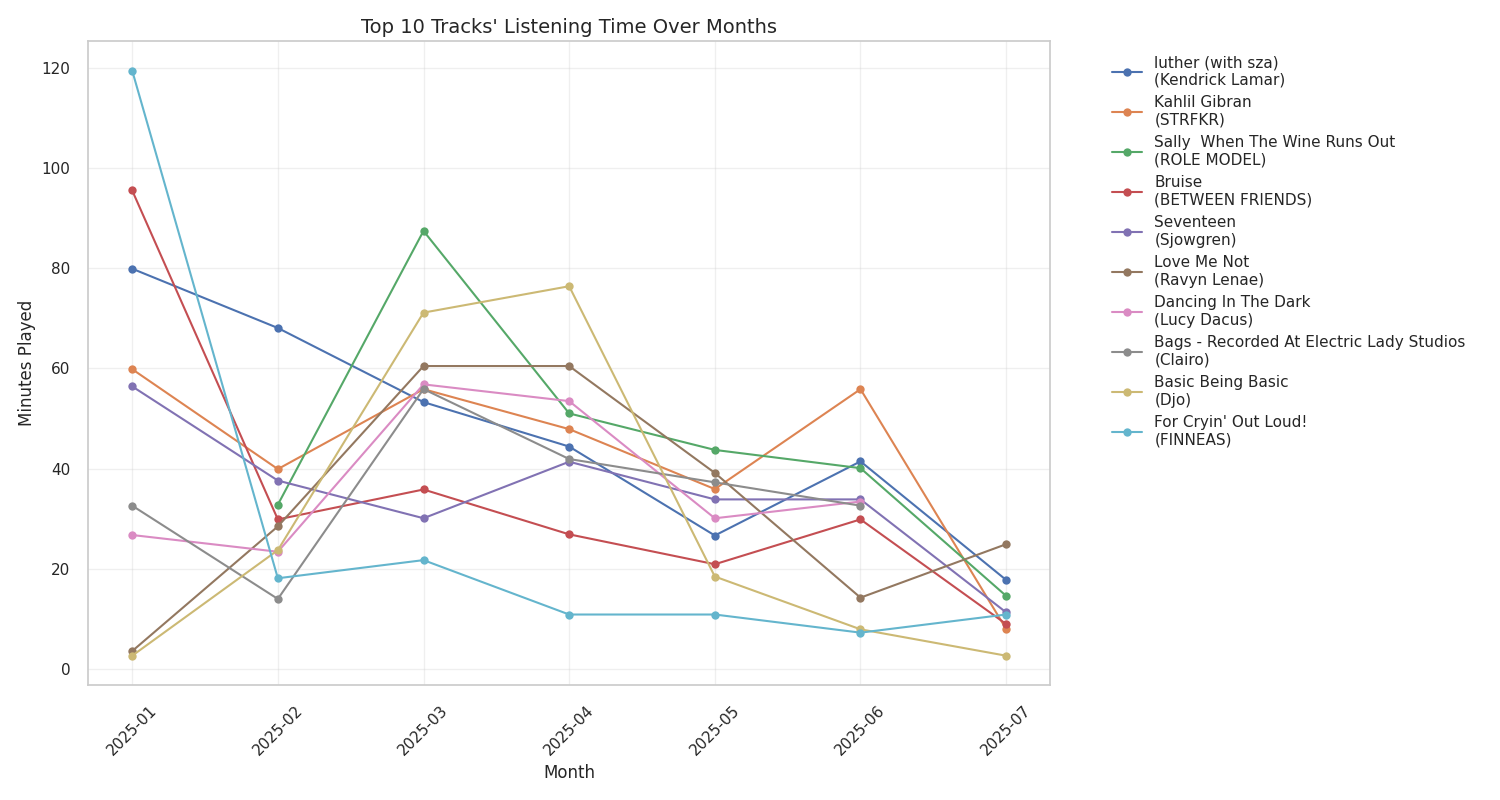 Top 10 Tracks' Listening Time Over Months
Minutes Played
120
100
80
60
40
20
0
2025-01
2025-02
2025-03
2025-04
2025-05
2025-06
2025-07
Month
luther (with sza)
(Kendrick Lamar)
Kahlil Gibran
(STRFKR)
Sally  When The Wine Runs Out
(ROLE MODEL)
Bruise
(BETWEEN FRIENDS)
Seventeen
(Sjowgren)
Love Me Not
(Ravyn Lenae)
Dancing In The Dark
(Lucy Dacus)
Bags - Recorded At Electric Lady Studios
(Clairo)
Basic Being Basic
(Djo)
For Cryin' Out Loud!
(FINNEAS)